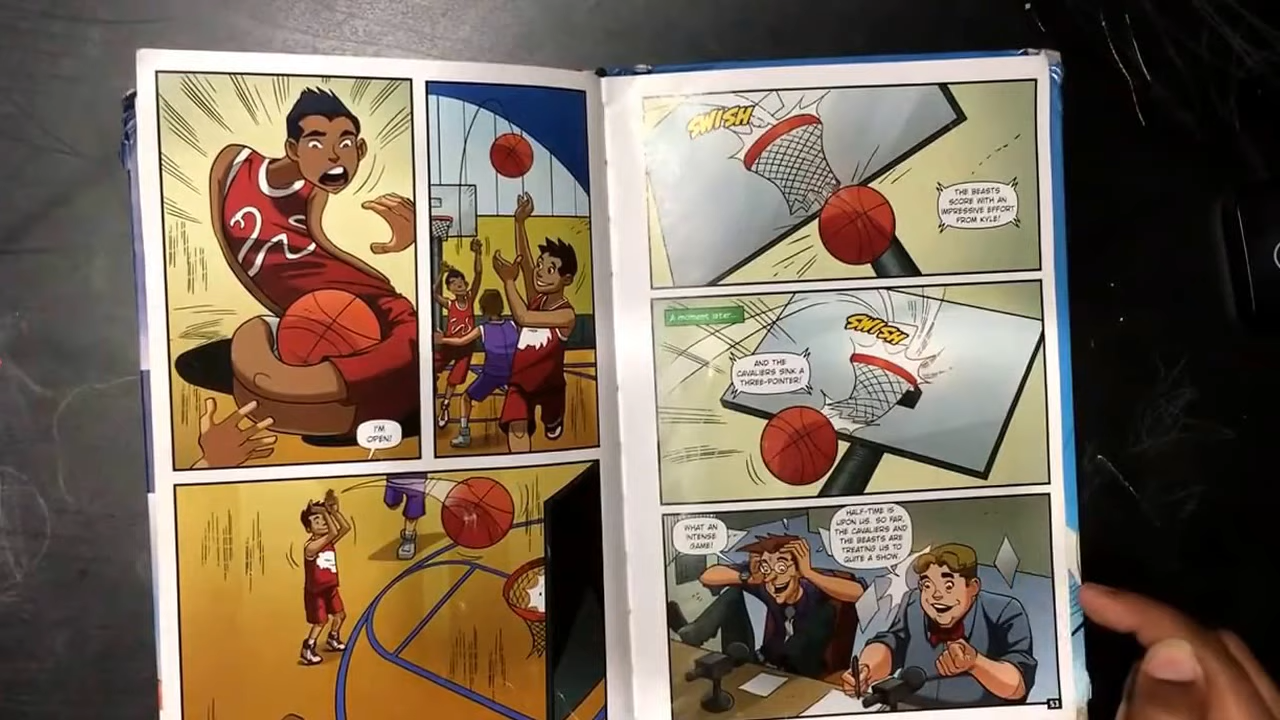 I'M
OPEN!
SWISH
THE BEASTS
SCORE WITH AN
IMPRESSIVE EFFORT
FROM KYLE!
A moment later...
SWISH
AND THE
CAVALIERS SINK A
THREE-POINTER!
WHAT AN
INTENSE
GAME!
HALF-TIME IS
UPON US. SO FAR,
THE CAVALIERS AND
THE BEASTS ARE
TREATING US TO
QUITE A SHOW.
53